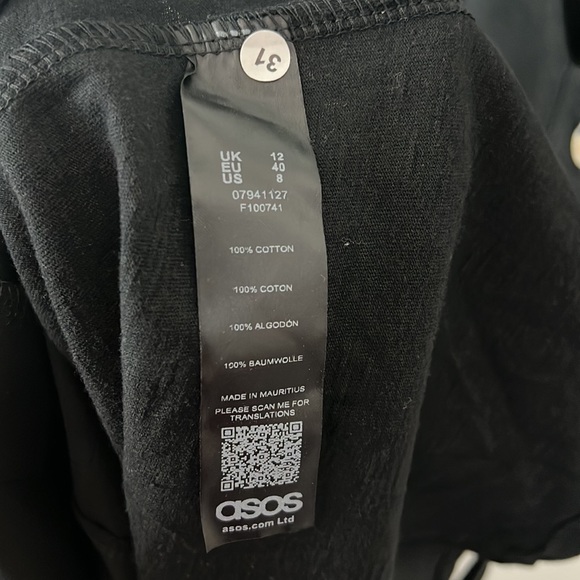 31
UK 12
EU 40
US 8
07941127
F100741
100% COTTON
100% COTON
100% ALGODÓN
100% BAUMWOLLE
MADE IN MAURITIUS
PLEASE SCAN ME FOR
TRANSLATIONS
asos
asos.com Ltd